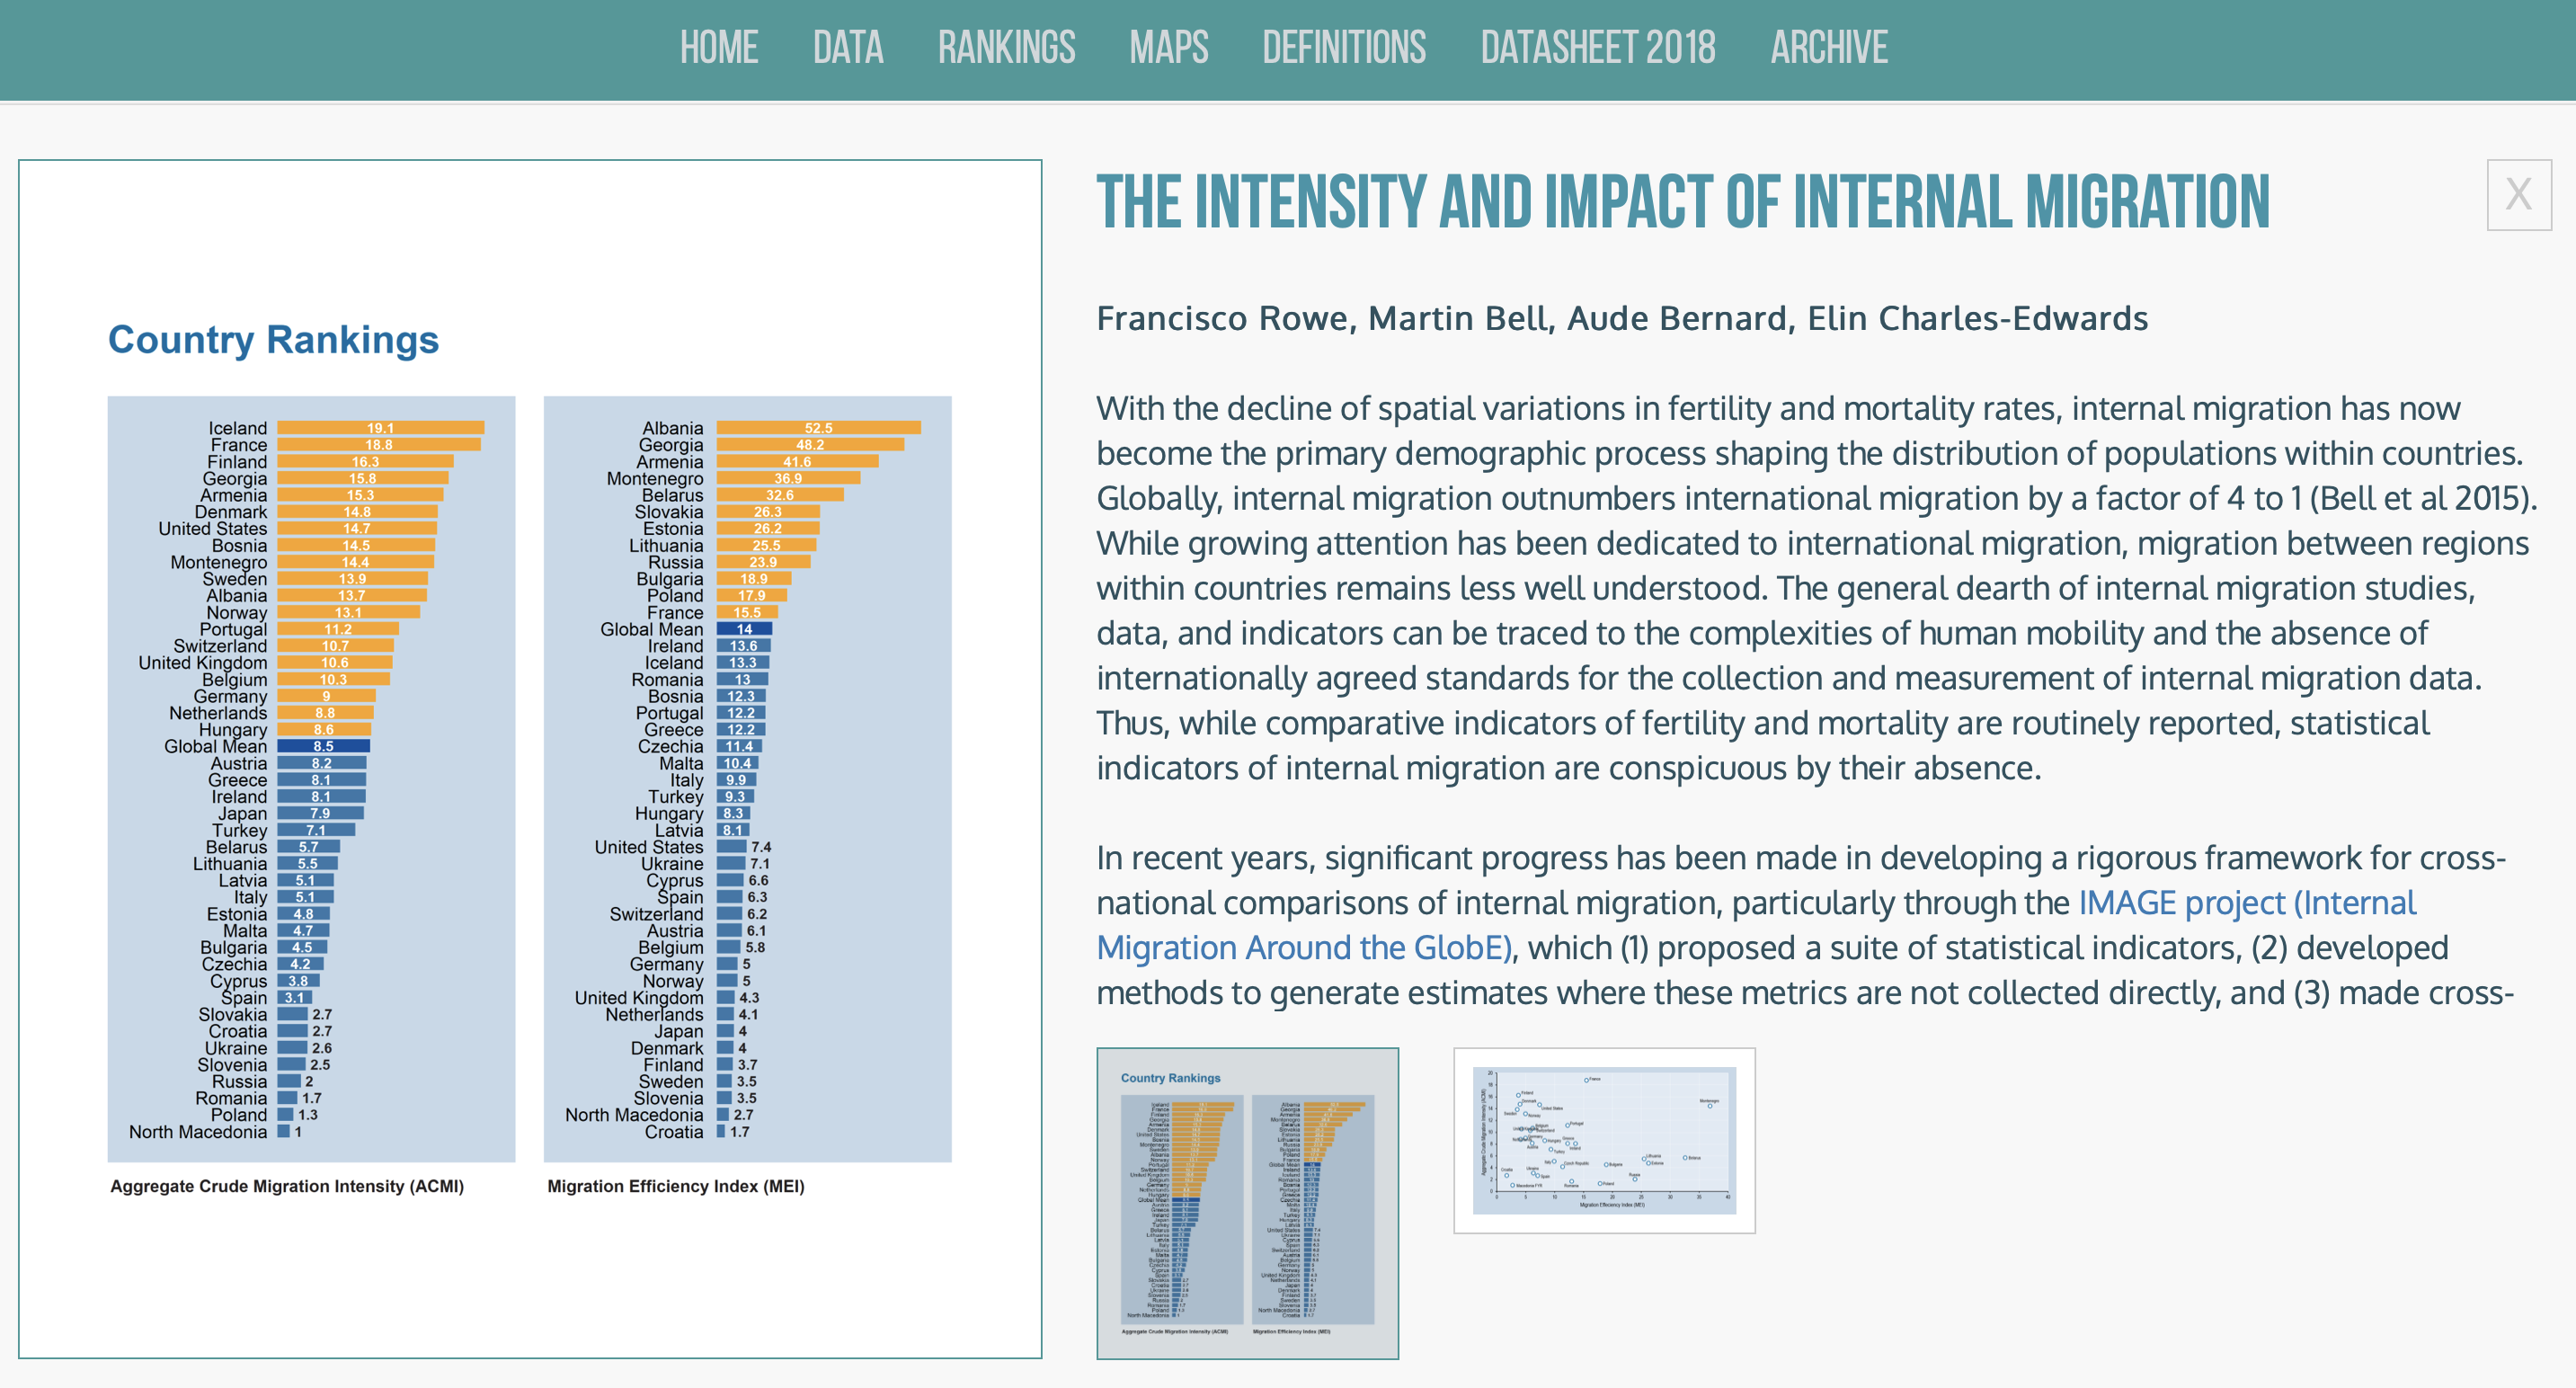 HOME DATA RANKINGS MAPS DEFINITIONS DATASHEET 2018 ARCHIVE
Country Rankings
Iceland 19.1
France 18.8
Finland 16.3
Georgia 15.8
Armenia 15.3
Denmark 14.8
United States 14.7
Bosnia 14.5
Montenegro 14.4
Sweden 13.9
Albania 13.7
Norway 13.1
Portugal 11.2
Switzerland 10.7
United Kingdom 10.6
Belgium 10.3
Germany 9
Netherlands 8.8
Hungary 8.6
Global Mean 8.5
Austria 8.2
Greece 8.1
Ireland 8.1
Japan 7.9
Turkey 7.1
Belarus 5.7
Lithuania 5.5
Latvia 5.1
Italy 5.1
Estonia 4.8
Malta 4.7
Bulgaria 4.5
Czechia 4.2
Cyprus 3.8
Spain 3.1
Slovakia 2.7
Croatia 2.7
Ukraine 2.6
Slovenia 2.5
Russia 2
Romania 1.7
Poland 1.3
North Macedonia 1
Aggregate Crude Migration Intensity (ACMI)
Albania 52.5
Georgia 48.2
Armenia 41.6
Montenegro 36.9
Belarus 32.6
Slovakia 26.3
Estonia 26.2
Lithuania 25.5
Russia 23.9
Bulgaria 18.9
Poland 17.9
France 15.5
Global Mean 14
Ireland 13.6
Iceland 13.3
Romania 13
Bosnia 12.3
Portugal 12.2
Greece 12.2
Czechia 11.4
Malta 10.4
Italy 9.9
Turkey 9.3
Hungary 8.3
Latvia 8.1
United States 7.4
Ukraine 7.1
Cyprus 6.6
Spain 6.3
Switzerland 6.2
Austria 6.1
Belgium 5.8
Germany 5
Norway 5
United Kingdom 4.3
Netherlands 4.1
Japan 4
Denmark 4
Finland 3.7
Sweden 3.5
Slovenia 3.5
North Macedonia 2.7
Croatia 1.7
Migration Efficiency Index (MEI)
THE INTENSITY AND IMPACT OF INTERNAL MIGRATION
X
Francisco Rowe, Martin Bell, Aude Bernard, Elin Charles-Edwards
With the decline of spatial variations in fertility and mortality rates, internal migration has now
become the primary demographic process shaping the distribution of populations within countries.
Globally, internal migration outnumbers international migration by a factor of 4 to 1 (Bell et al 2015).
While growing attention has been dedicated to international migration, migration between regions
within countries remains less well understood. The general dearth of internal migration studies,
data, and indicators can be traced to the complexities of human mobility and the absence of
internationally agreed standards for the collection and measurement of internal migration data.
Thus, while comparative indicators of fertility and mortality are routinely reported, statistical
indicators of internal migration are conspicuous by their absence.
In recent years, significant progress has been made in developing a rigorous framework for cross-
national comparisons of internal migration, particularly through the IMAGE project (Internal
Migration Around the GlobE), which (1) proposed a suite of statistical indicators, (2) developed
methods to generate estimates where these metrics are not collected directly, and (3) made cross-
Country Rankings
Aggregate Crude Migration Intensity (ACMI)
Migration Efficiency Index (MEI)
Aggregate Crude Migration Intensity (ACMI)
Migration Efficiency Index (MEI)